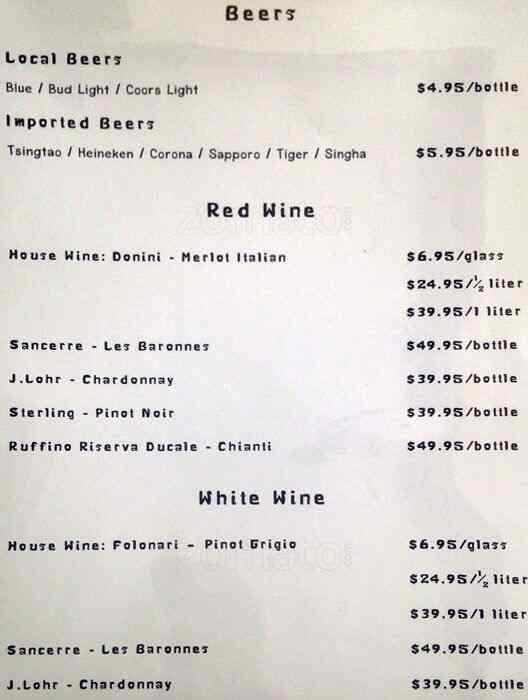 Beers
Local Beers
Blue / Bud Light / Coors Light $4.95/bottle
Imported Beers
Tsingtao / Heineken / Corona / Sapporo / Tiger / Singha $5.95/bottle
Red Wine
House Wine: Donini - Merlot Italian $6.95/glass
$24.95/½ liter
$39.95/1 liter
Sancerre - Les Baronnes $49.95/bottle
J.Lohr - Chardonnay $39.95/bottle
Sterling - Pinot Noir $39.95/bottle
Ruffino Riserva Ducale - Chianti $49.95/bottle
White Wine
House Wine: Folonari - Pinot Grigio $6.95/glass
zomato.com
$24.95/½ liter
$39.95/1 liter
Sancerre - Les Baronnes $49.95/bottle
J.Lohr - Chardonnay $39.95/bottle